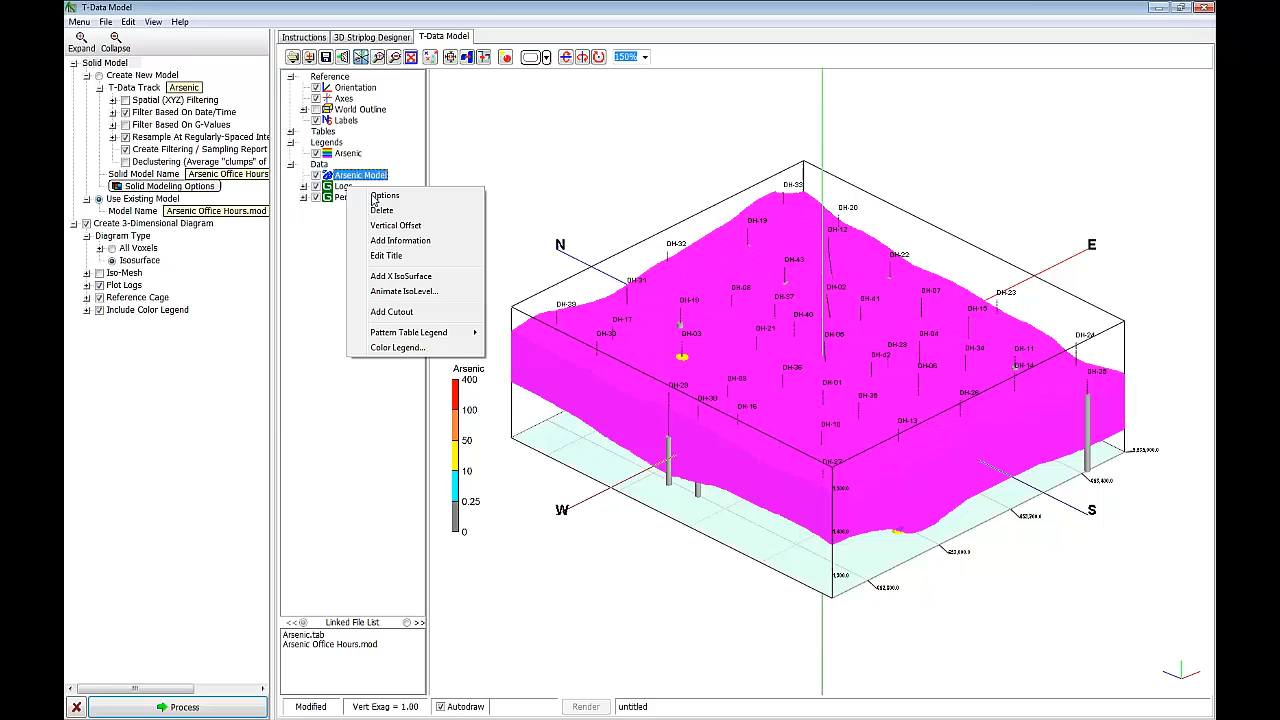 T-Data Model
Menu File Edit View Help
Expand Collapse
Solid Model
Create New Model
T-Data Track Arsenic
Spatial (XYZ) Filtering
Filter Based On Date/Time
Filter Based On G-Values
Resample At Regularly-Spaced Inte
Create Filtering / Sampling Report
Declustering (Average "clumps" of
Solid Model Name Arsenic Office Hours
Solid Modeling Options
Use Existing Model
Model Name Arsenic Office Hours.mod
Create 3-Dimensional Diagram
Diagram Type
All Voxels
Isosurface
Iso-Mesh
Plot Logs
Reference Cage
Include Color Legend
Process
Instructions 3D Striplog Designer T-Data Model
150%
Reference
Orientation
Axes
World Outline
Labels
Tables
Legends
Arsenic
Data
Arsenic Model
Logs
Options
Delete
Vertical Offset
Add Information
Edit Title
Add X IsoSurface
Animate IsoLevel...
Add Cutout
Pattern Table Legend
Color Legend...
Arsenic
400
100
50
10
0.25
0
<< Linked File List >>
Arsenic.tab
Arsenic Office Hours.mod
Modified Vert Exag = 1.00 Autodraw Render untitled
N
E
W
S
DH-33
DH-20
DH-19
DH-12
DH-32
DH-22
DH-43
DH-31
DH-08
DH-02
DH-07
DH-23
DH-39
DH-10
DH-37
DH-41
DH-15
DH-17
DH-40
DH-30
DH-03
DH-21
DH-05
DH-04
DH-24
DH-28
DH-34
DH-11
DH-42
DH-36
DH-06
DH-14
DH-25
DH-29
DH-09
DH-01
DH-38
DH-16
DH-35
DH-26
DH-18
DH-13
DH-27